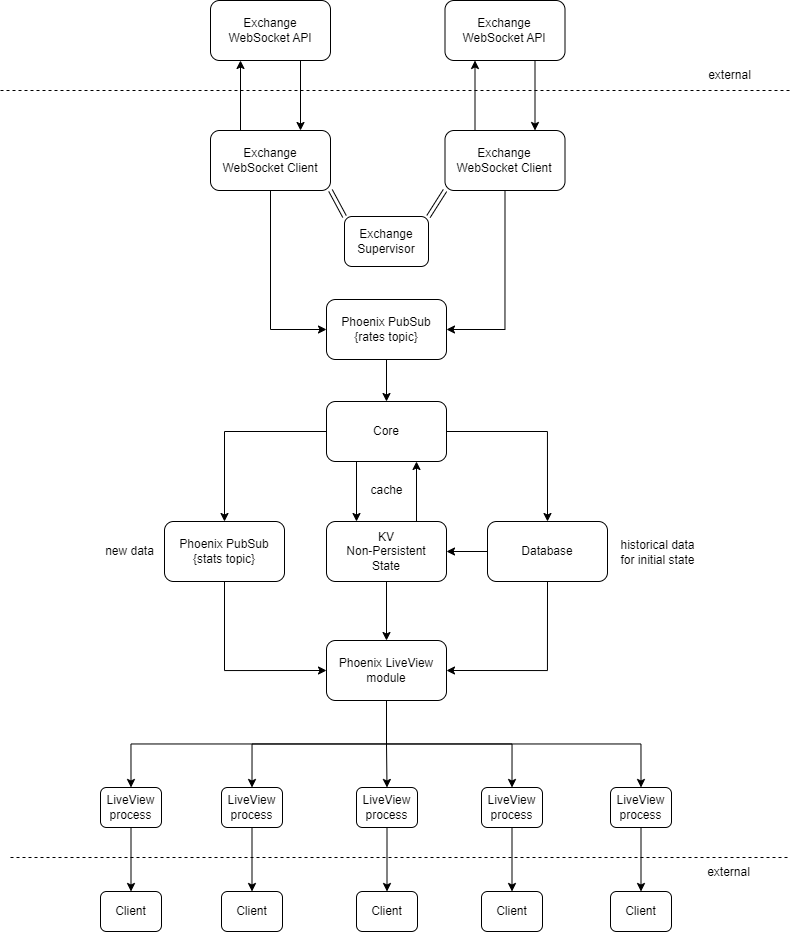 Exchange
WebSocket API
Exchange
WebSocket API
external
Exchange
WebSocket Client
Exchange
WebSocket Client
Exchange
Supervisor
Phoenix PubSub
{rates topic}
Core
cache
new data
Phoenix PubSub
{stats topic}
KV
Non-Persistent
State
Database
historical data
for initial state
Phoenix LiveView
module
LiveView
process
LiveView
process
LiveView
process
LiveView
process
LiveView
process
external
Client
Client
Client
Client
Client